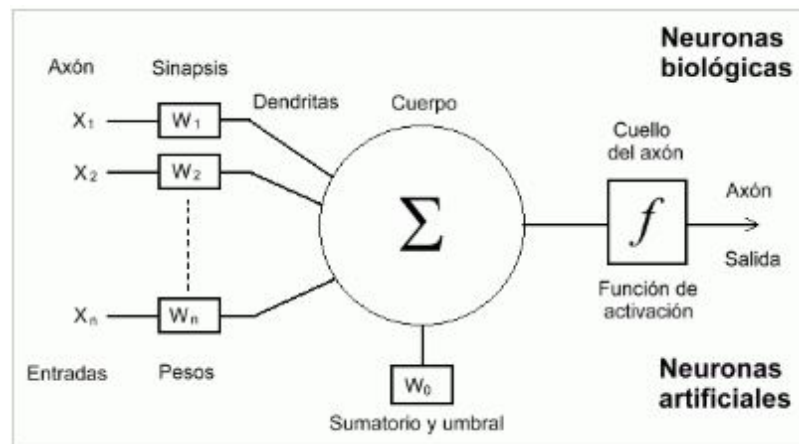 Neuronas
biológicas
Axón
Sinapsis
Dendritas
Cuerpo
Cuello
del axón
X1
W1
X2
W2
Σ
f
Axón
Salida
Xn
Wn
Función de
activación
Entradas
Pesos
W0
Sumatorio y umbral
Neuronas
artificiales